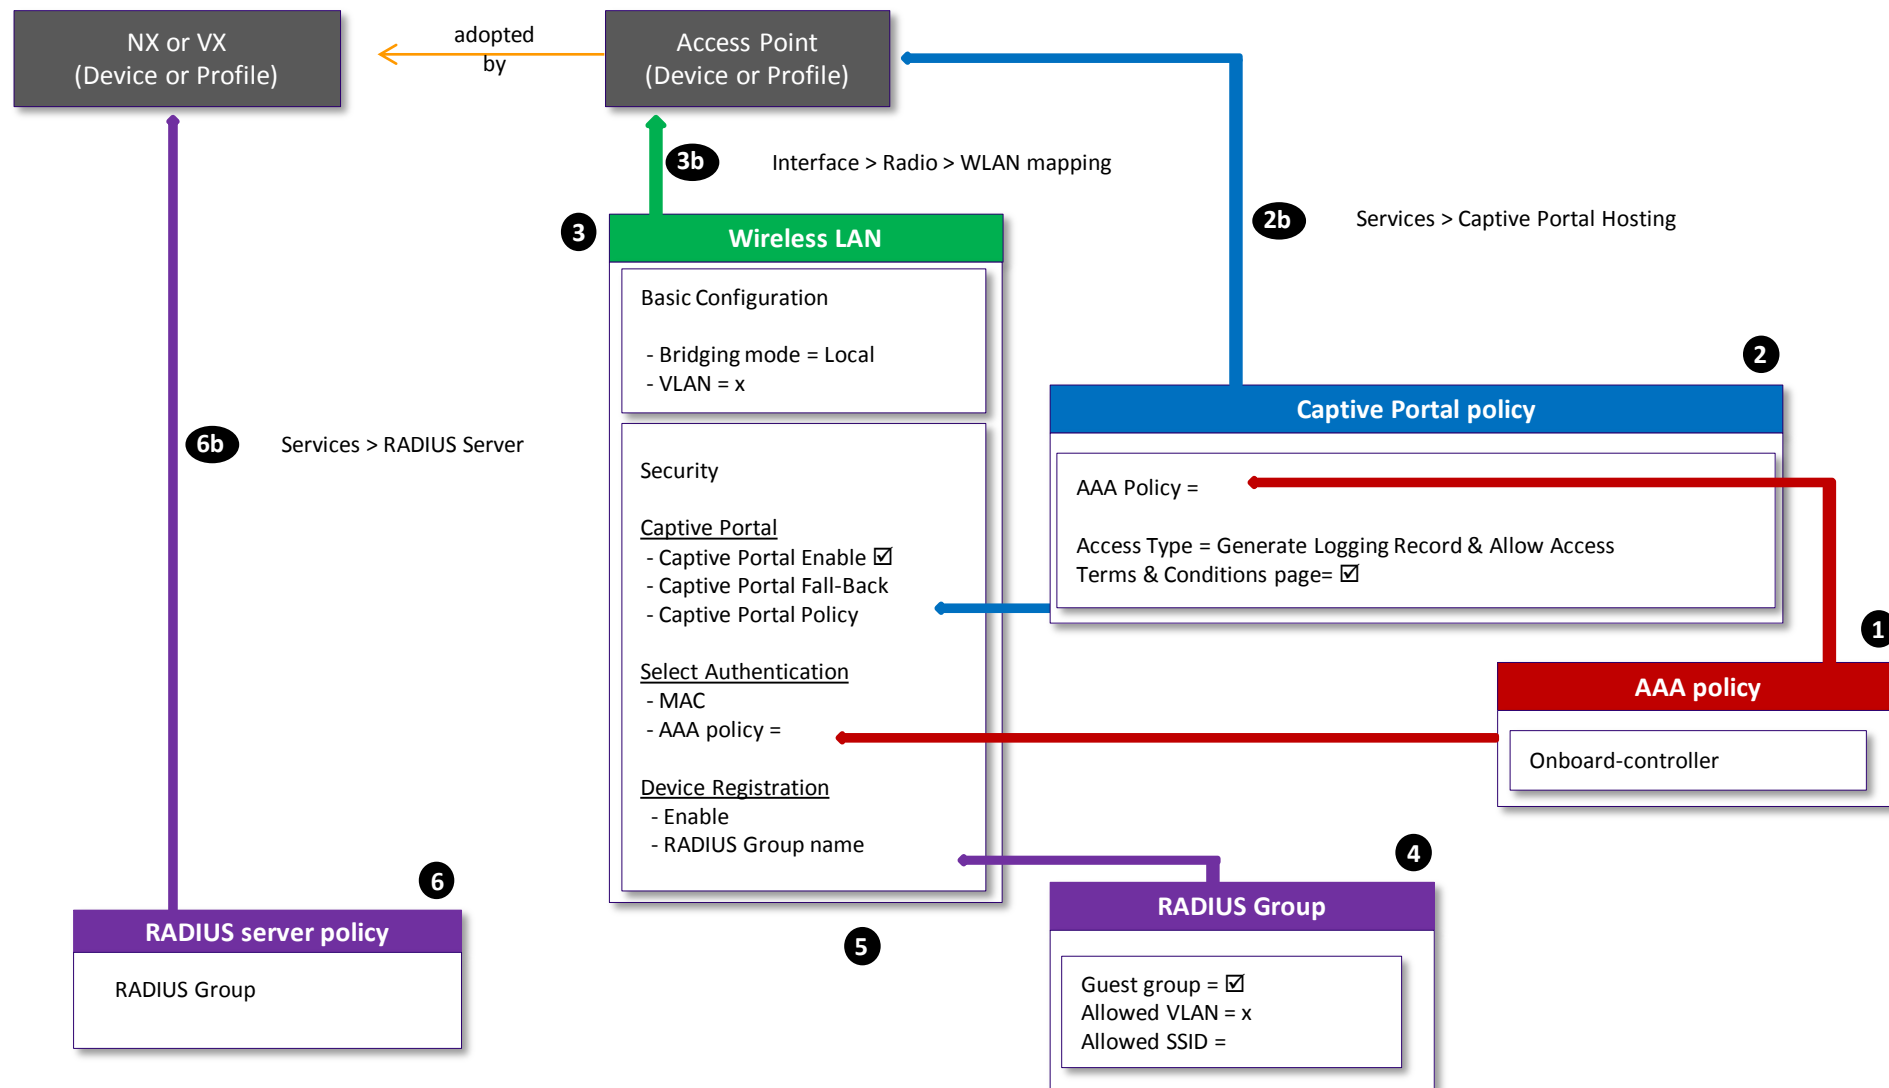 NX or VX
(Device or Profile)
adopted
by
Access Point
(Device or Profile)
3b
Interface > Radio > WLAN mapping
2b
Services > Captive Portal Hosting
3
Wireless LAN
Basic Configuration
- Bridging mode = Local
- VLAN = x
Security
Captive Portal
- Captive Portal Enable ☑
- Captive Portal Fall-Back
- Captive Portal Policy
Select Authentication
- MAC
- AAA policy =
Device Registration
- Enable
- RADIUS Group name
2
Captive Portal policy
AAA Policy =
Access Type = Generate Logging Record & Allow Access
Terms & Conditions page= ☑
1
AAA policy
Onboard-controller
6b
Services > RADIUS Server
6
RADIUS server policy
RADIUS Group
5
4
RADIUS Group
Guest group = ☑
Allowed VLAN = x
Allowed SSID =